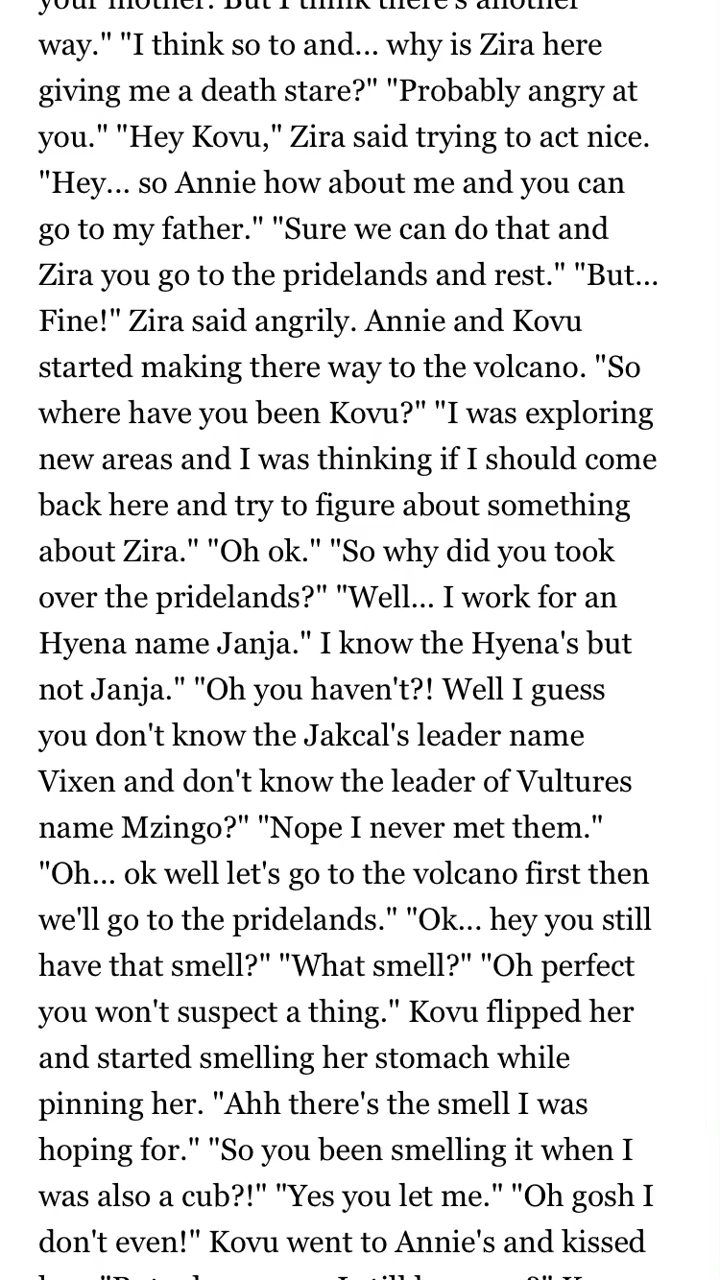 your mother. But I think there's another
way." "I think so to and... why is Zira here
giving me a death stare?" "Probably angry at
you." "Hey Kovu," Zira said trying to act nice.
"Hey... so Annie how about me and you can
go to my father." "Sure we can do that and
Zira you go to the pridelands and rest." "But...
Fine!" Zira said angrily. Annie and Kovu
started making there way to the volcano. "So
where have you been Kovu?" "I was exploring
new areas and I was thinking if I should come
back here and try to figure about something
about Zira." "Oh ok." "So why did you took
over the pridelands?" "Well... I work for an
Hyena name Janja." I know the Hyena's but
not Janja." "Oh you haven't?! Well I guess
you don't know the Jakcal's leader name
Vixen and don't know the leader of Vultures
name Mzingo?" "Nope I never met them."
"Oh... ok well let's go to the volcano first then
we'll go to the pridelands." "Ok... hey you still
have that smell?" "What smell?" "Oh perfect
you won't suspect a thing." Kovu flipped her
and started smelling her stomach while
pinning her. "Ahh there's the smell I was
hoping for." "So you been smelling it when I
was also a cub?!" "Yes you let me." "Oh gosh I
don't even!" Kovu went to Annie's and kissed